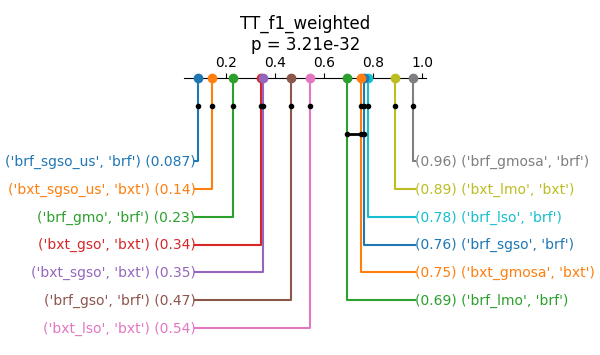 TT_f1_weighted
p = 3.21e-32
0.2 0.4 0.6 0.8 1.0
('brf_sgso_us', 'brf') (0.087) (0.96) ('brf_gmosa', 'brf')
('bxt_sgso_us', 'bxt') (0.14) (0.89) ('bxt_lmo', 'bxt')
('brf_gmo', 'brf') (0.23) (0.78) ('brf_lso', 'brf')
('bxt_gso', 'bxt') (0.34) (0.76) ('brf_sgso', 'brf')
('bxt_sgso', 'bxt') (0.35) (0.75) ('bxt_gmosa', 'bxt')
('brf_gso', 'brf') (0.47) (0.69) ('brf_lmo', 'brf')
('bxt_lso', 'bxt') (0.54)